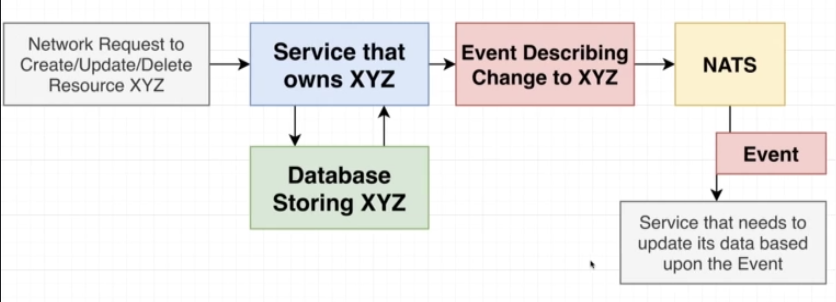 Network Request to
Create/Update/Delete
Resource XYZ
Service that
owns XYZ
Event Describing
Change to XYZ
NATS
Database
Storing XYZ
Event
Service that needs to
update its data based
upon the Event